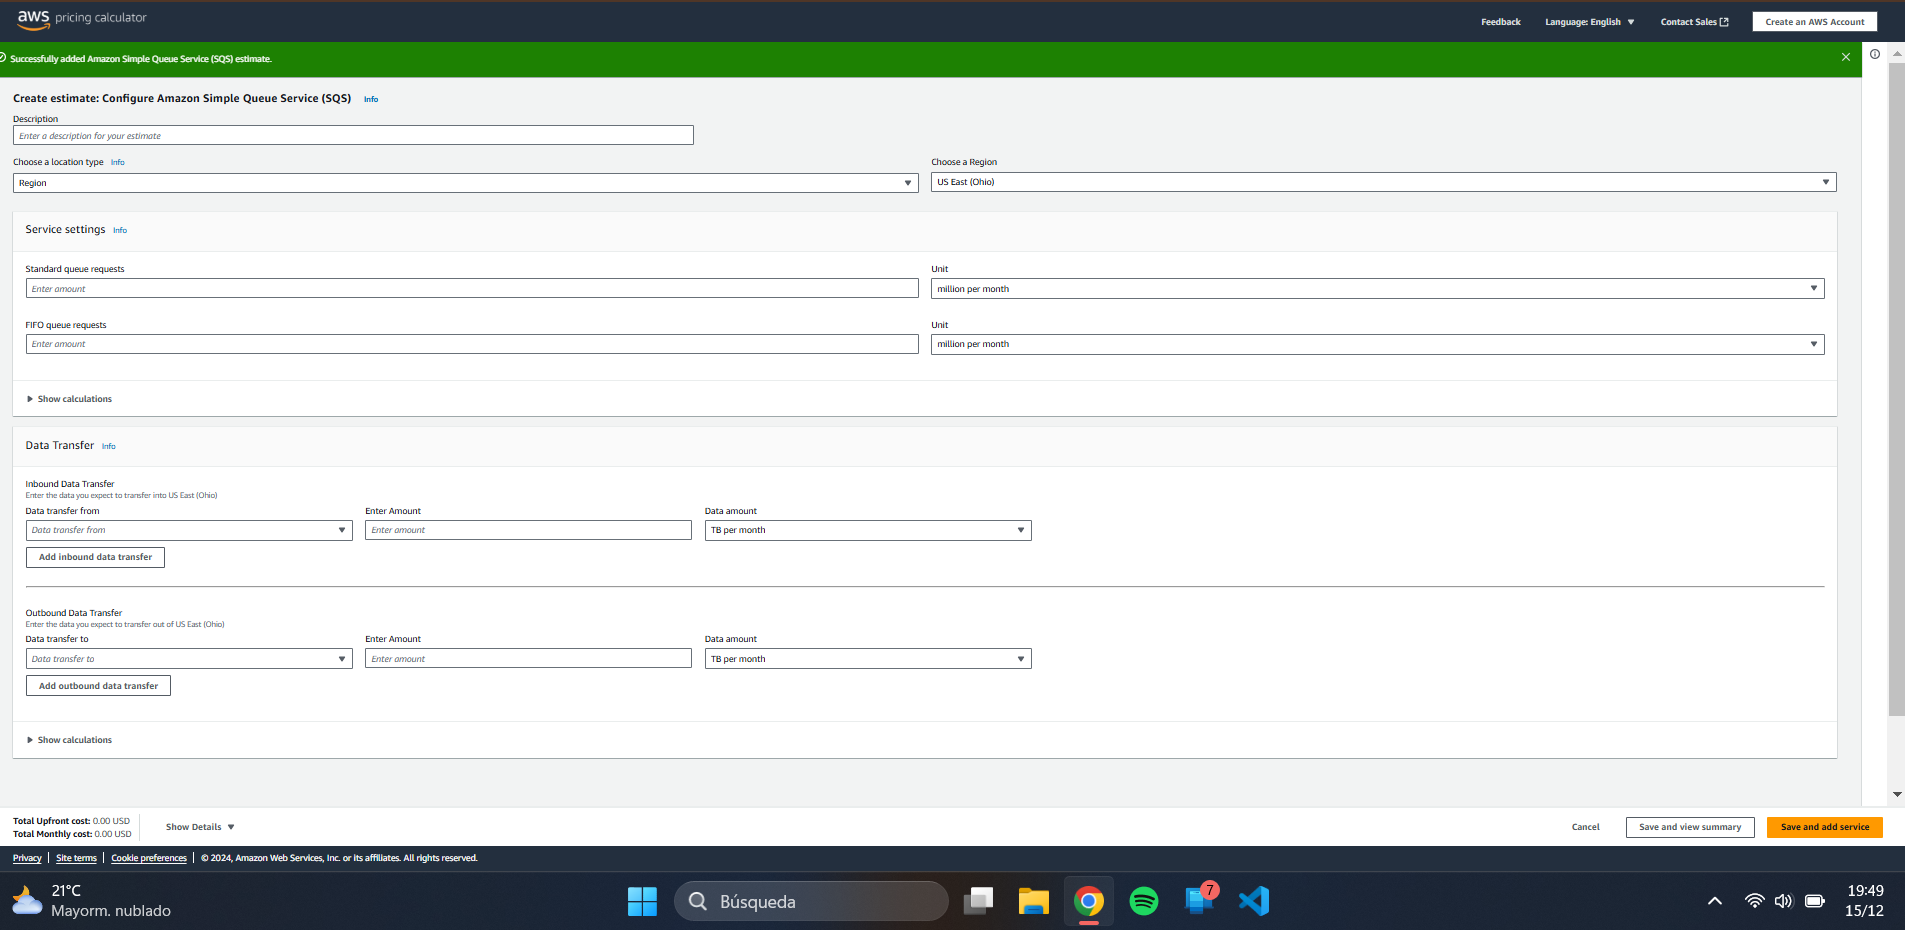 aws pricing calculator
Feedback
Language: English
Contact Sales
Create an AWS Account
Successfully added Amazon Simple Queue Service (SQS) estimate.
Create estimate: Configure Amazon Simple Queue Service (SQS) Info
Description
Enter a description for your estimate
Choose a location type Info
Region
Choose a Region
US East (Ohio)
Service settings Info
Standard queue requests
Enter amount
Unit
million per month
FIFO queue requests
Enter amount
Unit
million per month
Show calculations
Data Transfer Info
Inbound Data Transfer
Enter the data you expect to transfer into US East (Ohio)
Data transfer from
Data transfer from
Enter Amount
Enter amount
Data amount
TB per month
Add inbound data transfer
Outbound Data Transfer
Enter the data you expect to transfer out of US East (Ohio)
Data transfer to
Data transfer to
Enter Amount
Enter amount
Data amount
TB per month
Add outbound data transfer
Show calculations
Total Upfront cost: 0.00 USD
Total Monthly cost: 0.00 USD
Show Details
Cancel
Save and view summary
Save and add service
Privacy | Site terms | Cookie preferences | © 2024, Amazon Web Services, Inc. or its affiliates. All rights reserved.
21°C
Mayorm. nublado
Búsqueda
7
19:49
15/12